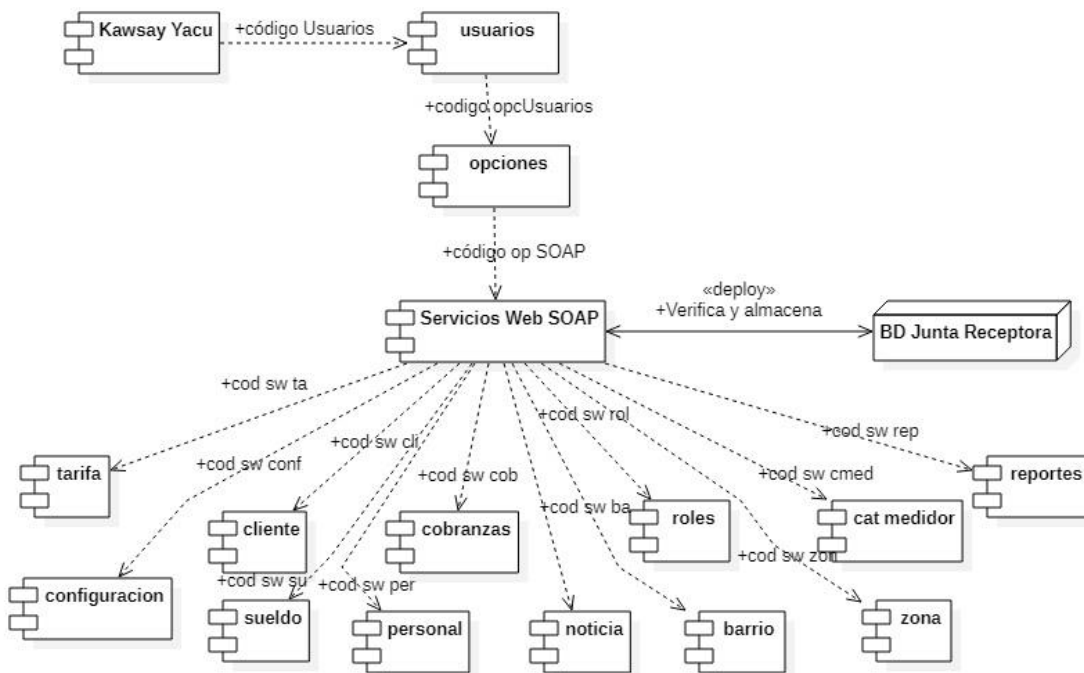 Kawsay Yacu
+código Usuarios
usuarios
+codigo opcUsuarios
opciones
+código op SOAP
«deploy»
+Verifica y almacena
Servicios Web SOAP
BD Junta Receptora
+cod sw ta
+cod sw rol
+cod sw rep
+cod sw cli
+cod sw conf
+cod sw cob
+cod sw cmed
tarifa
reportes
+cod sw ba
cliente
cobranzas
roles
cat medidor
+cod sw zon
+cod sw su
+cod sw per
configuracion
sueldo
personal
noticia
barrio
zona